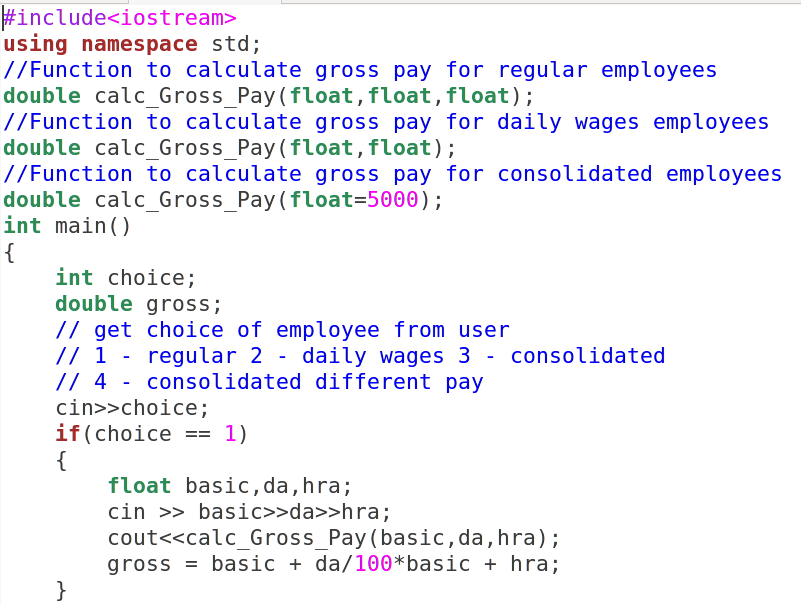 #include<iostream>
using namespace std;
//Function to calculate gross pay for regular employees
double calc_Gross_Pay(float,float,float);
//Function to calculate gross pay for daily wages employees
double calc_Gross_Pay(float,float);
//Function to calculate gross pay for consolidated employees
double calc_Gross_Pay(float=5000);
int main()
{
    int choice;
    double gross;
    // get choice of employee from user
    // 1 - regular 2 - daily wages 3 - consolidated
    // 4 - consolidated different pay
    cin>>choice;
    if(choice == 1)
    {
        float basic,da,hra;
        cin >> basic>>da>>hra;
        cout<<calc_Gross_Pay(basic,da,hra);
        gross = basic + da/100*basic + hra;
    }